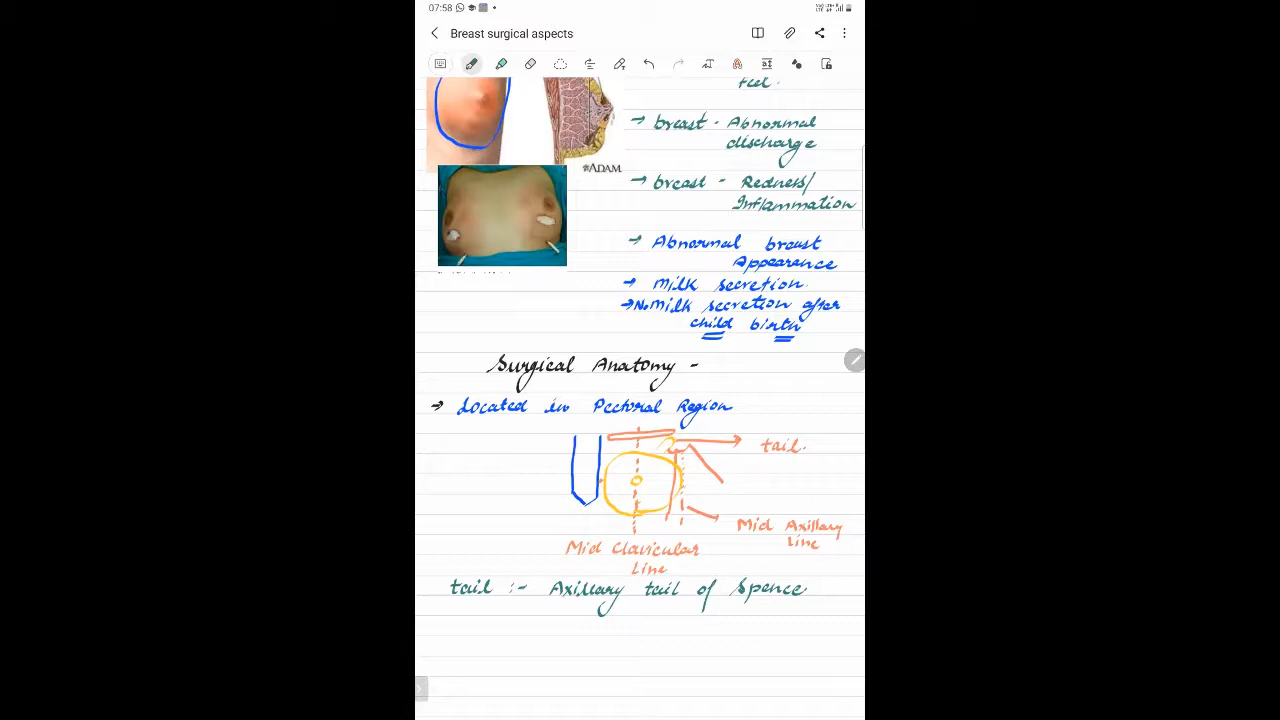 07:58
Breast surgical aspects
feel.
→ breast - Abnormal
discharge
*ADAM.
→ breast - Redness/
Inflammation
→ Abnormal breast
Appearence
→ Milk secretion.
→ No Milk secretion after
child birth
Surgical Anatomy -
→ Located in Pectoral Region
tail.
Mid Axillary
Line
Mid Clavicular
Line
tail :- Axillary tail of Spence